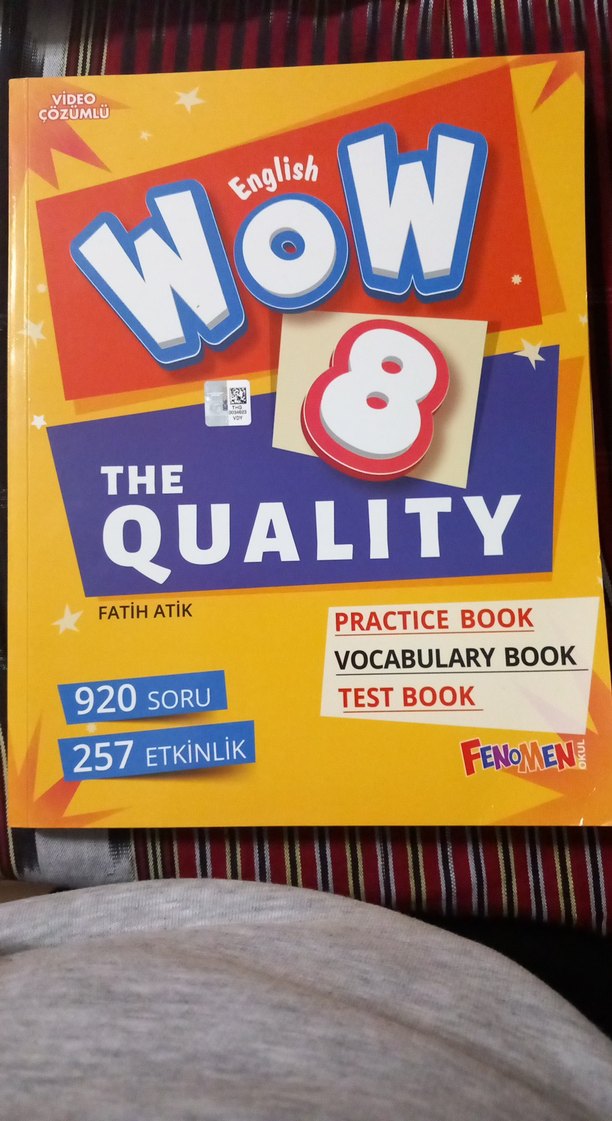 VİDEO
ÇÖZÜMLÜ
English
WOW
8
THE
QUALITY
FATİH ATİK
PRACTICE BOOK
VOCABULARY BOOK
TEST BOOK
920 SORU
257 ETKİNLİK
FENOMEN
OKUL